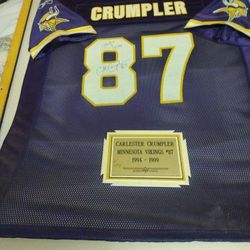 CRUMPLER
87
CARLESTER CRUMPLER
MINNESOTA VIKINGS #87
1994 - 1999